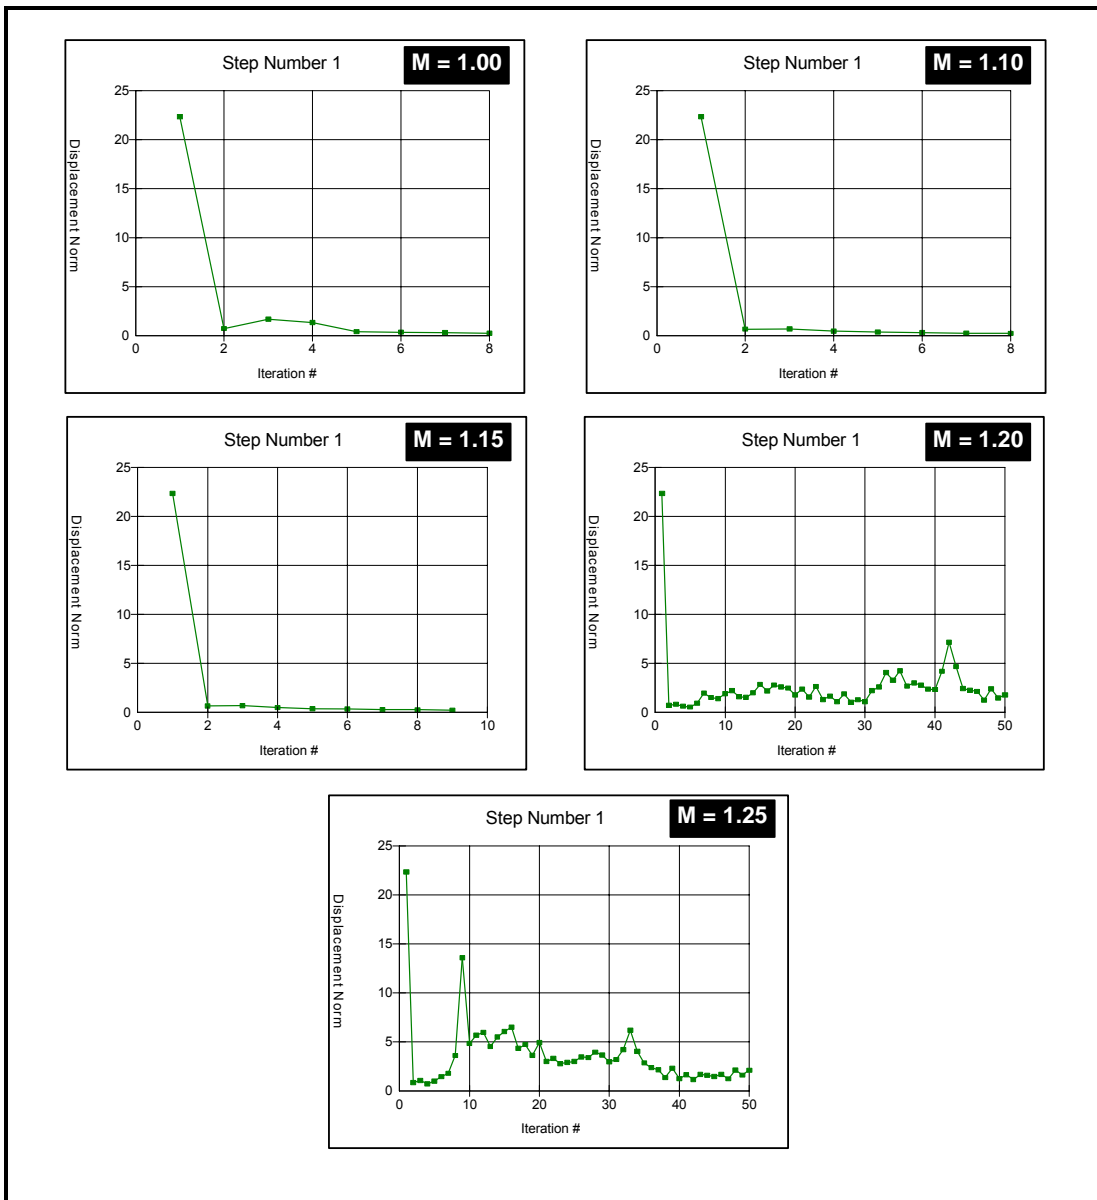 Step Number 1
M = 1.00
Displacement Norm
25
20
15
10
5
0
0 2 4 6 8
Iteration #
Step Number 1
M = 1.10
Displacement Norm
25
20
15
10
5
0
0 2 4 6 8
Iteration #
Step Number 1
M = 1.15
Displacement Norm
25
20
15
10
5
0
0 2 4 6 8 10
Iteration #
Step Number 1
M = 1.20
Displacement Norm
25
20
15
10
5
0
0 10 20 30 40 50
Iteration #
Step Number 1
M = 1.25
Displacement Norm
25
20
15
10
5
0
0 10 20 30 40 50
Iteration #